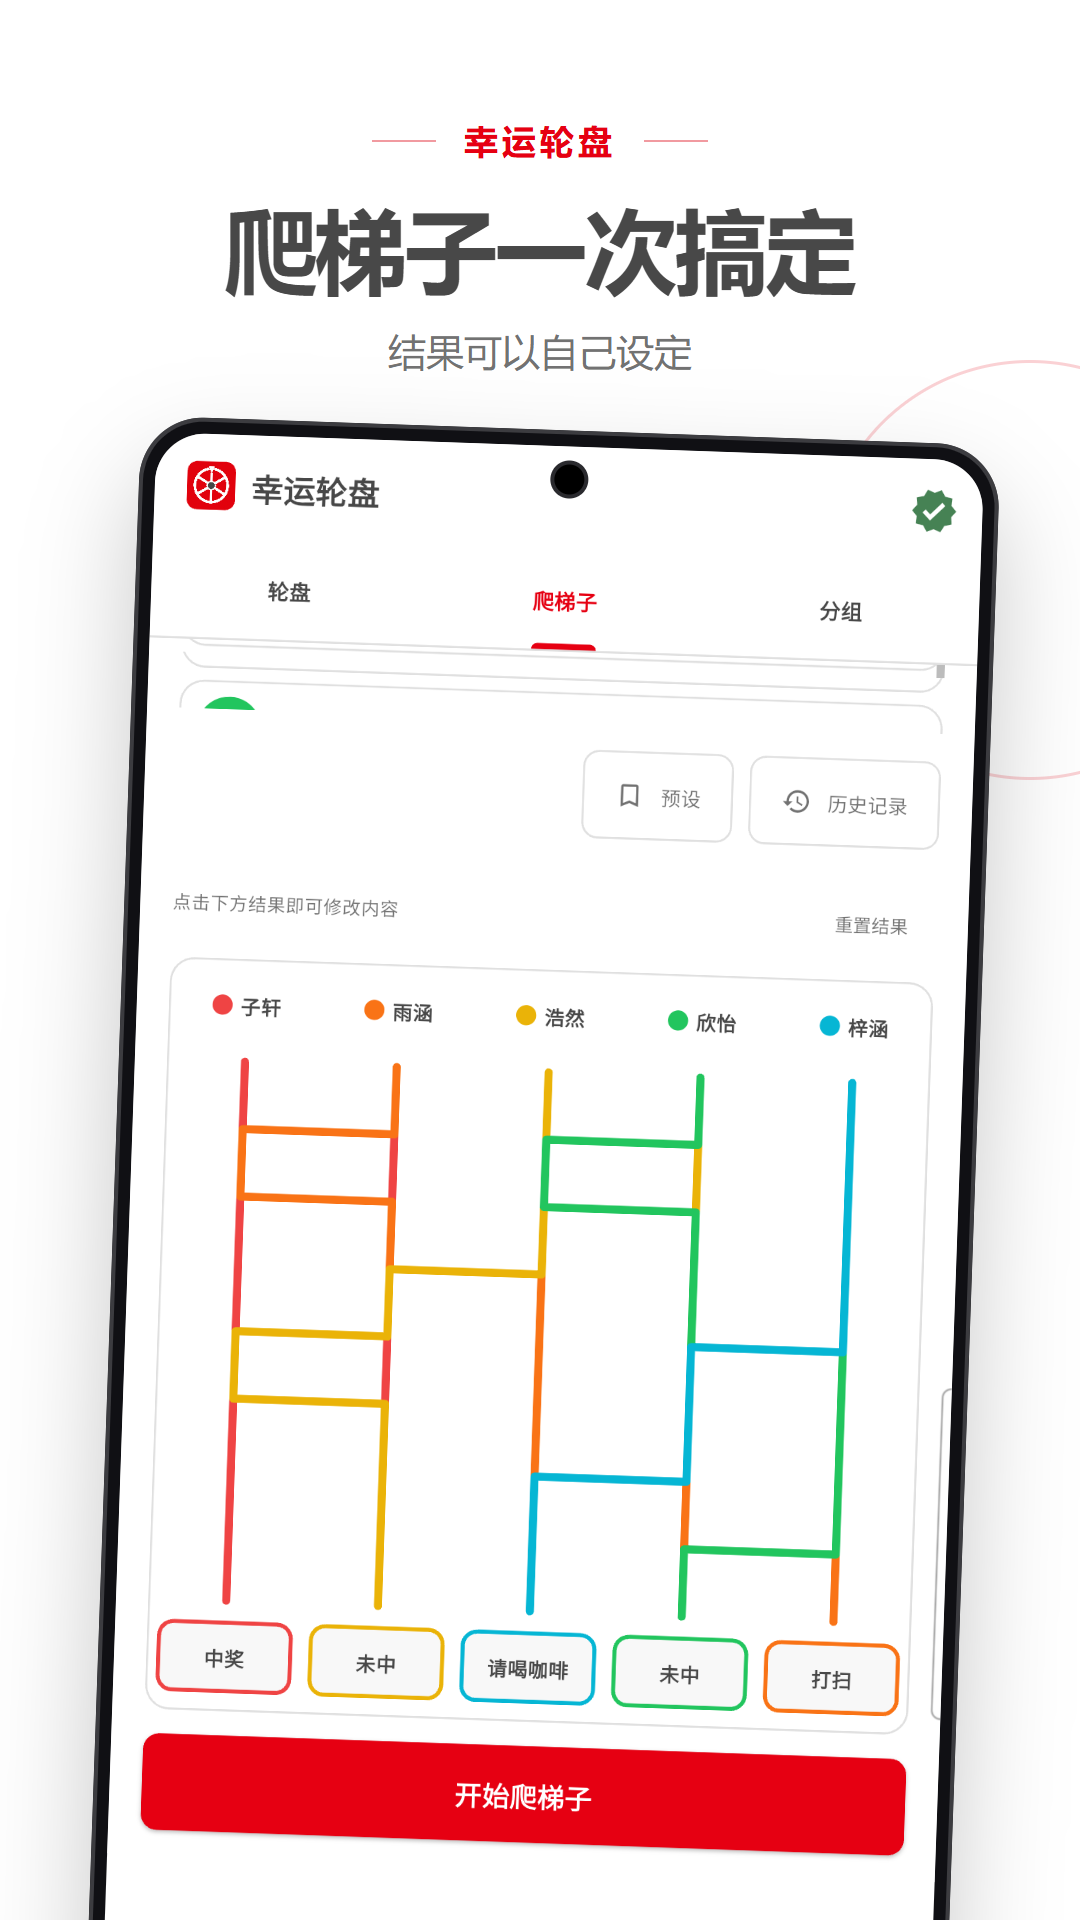 幸运轮盘
爬梯子一次搞定
结果可以自己设定
幸运轮盘
轮盘
爬梯子
分组
预设
历史记录
点击下方结果即可修改内容
重置结果
子轩
雨涵
浩然
欣怡
梓涵
中奖
未中
请喝咖啡
未中
打扫
开始爬梯子